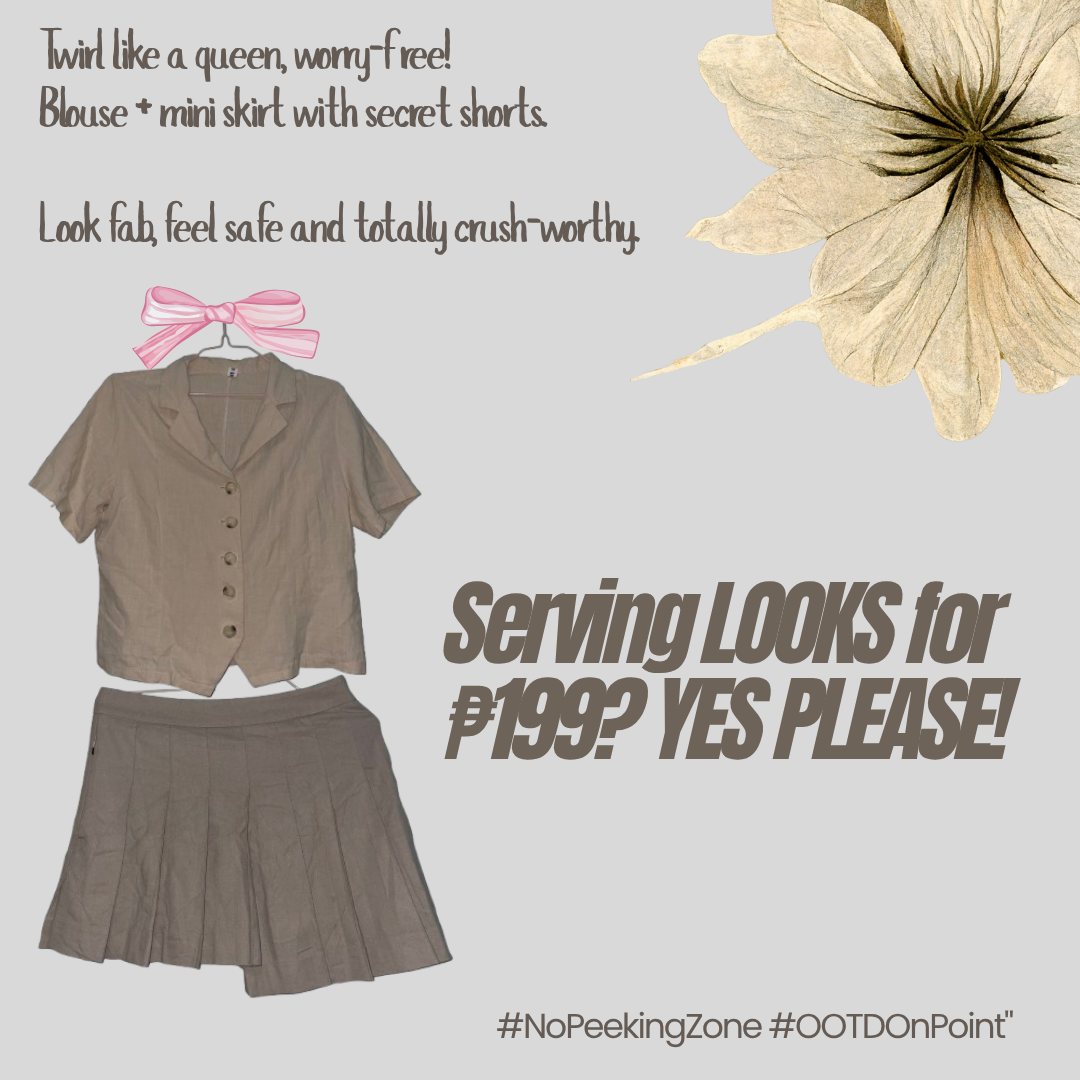 Twirl like a queen, worry-free!
Blouse + mini skirt with secret shorts.
Look fab, feel safe and totally crush-worthy.
Serving LOOKS for
₱199? YES PLEASE!
#NoPeekingZone #OOTDOnPoint"